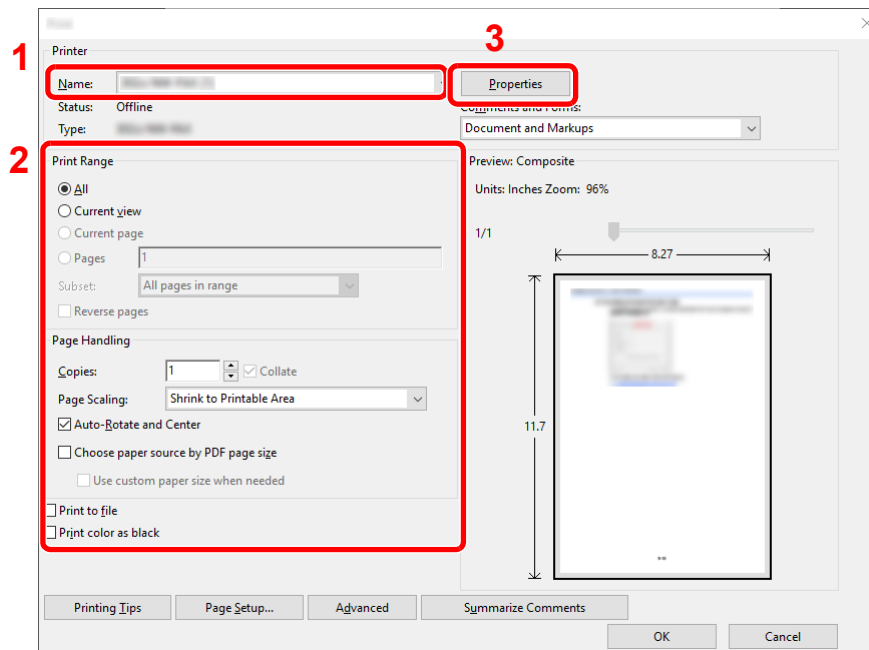 3
1
Printer
Name:
Properties
Status: Offline
Comments and Forms:
Type:
Document and Markups
2
Print Range
Preview: Composite
All
Units: Inches Zoom: 96%
Current view
Current page
1/1
Pages 1
8.27
Subset: All pages in range
Reverse pages
Page Handling
Copies: 1 Collate
Page Scaling: Shrink to Printable Area
Auto-Rotate and Center
11.7
Choose paper source by PDF page size
Use custom paper size when needed
Print to file
Print color as black
Printing Tips Page Setup... Advanced Summarize Comments
OK Cancel